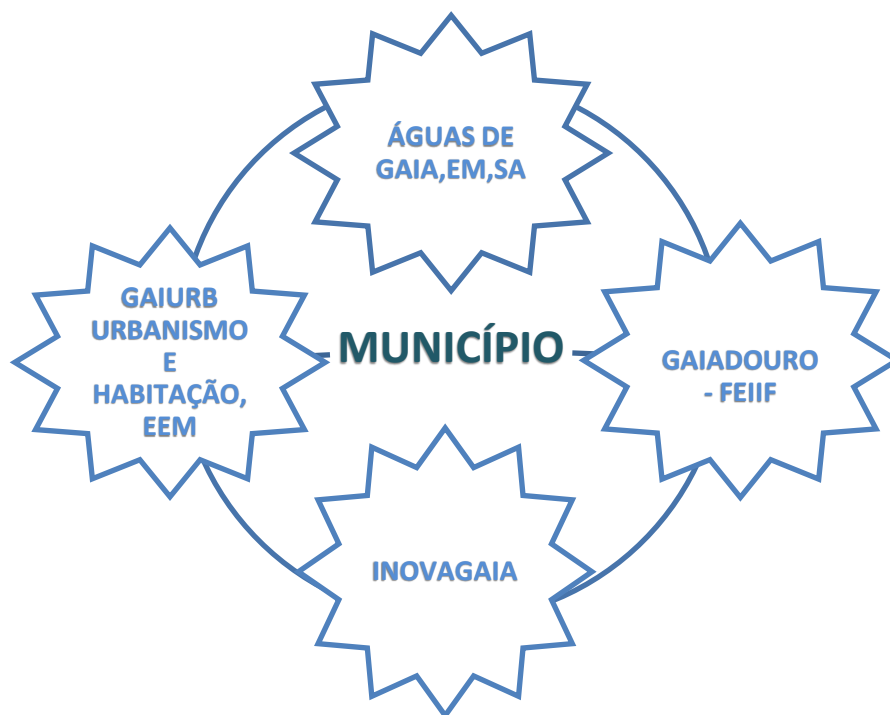 ÁGUAS DE
GAIA,EM,SA
GAIURB
URBANISMO
E
HABITAÇÃO,
EEM
MUNICÍPIO
GAIADOURO
- FEIIF
INOVAGAIA